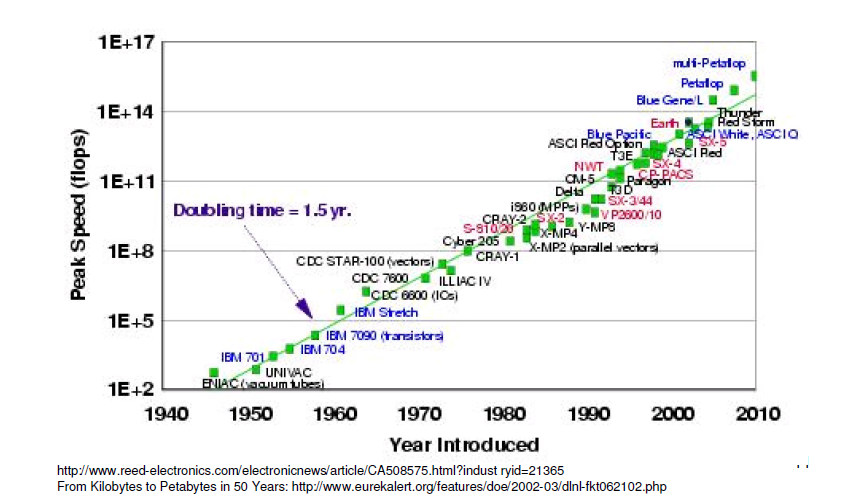 1E+17
1E+14
1E+11
1E+8
1E+5
1E+2
Peak Speed (flops)
Doubling time = 1.5 yr.
multi-Petaflop
Petaflop
Blue Gene/L
Thunder
Red Storm
Earth
Blue Pacific
ASCI White, ASCI Q
ASCI Red Option
SX-5
ASCI Red
T3E
SX-4
NWT
CP-PACS
CM-5
Paragon
T3D
Delta
SX-3/44
i860 (MPPs)
VP2600/10
CRAY-2
SX-2
S-810/20
Y-MP8
X-MP4
Cyber 205
X-MP2 (parallel vectors)
CRAY-1
CDC STAR-100 (vectors)
CDC 7600
ILLIAC IV
CDC 6600 (ICs)
IBM Stretch
IBM 7090 (transistors)
IBM 704
IBM 701
UNIVAC
ENIAC (vacuum tubes)
1940 1950 1960 1970 1980 1990 2000 2010
Year Introduced
http://www.reed-electronics.com/electronicnews/article/CA508575.html?indust ryid=21365
From Kilobytes to Petabytes in 50 Years: http://www.eurekalert.org/features/doe/2002-03/dlnl-fkt062102.php